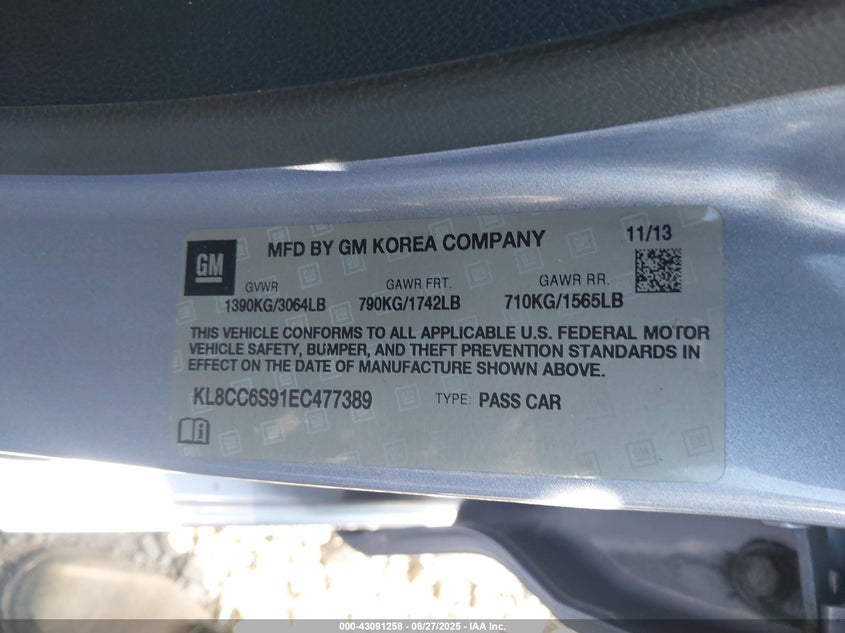 GM
MFD BY GM KOREA COMPANY
11/13
GVWR GAWR FRT. GAWR RR.
1390KG/3064LB 790KG/1742LB 710KG/1565LB
THIS VEHICLE CONFORMS TO ALL APPLICABLE U.S. FEDERAL MOTOR
VEHICLE SAFETY, BUMPER, AND THEFT PREVENTION STANDARDS IN
EFFECT ON THE DATE OF MANUFACTURE SHOWN ABOVE.
KL8CC6S91EC477389 TYPE: PASS CAR
000-43091258 - 08/27/2025 - IAA Inc.